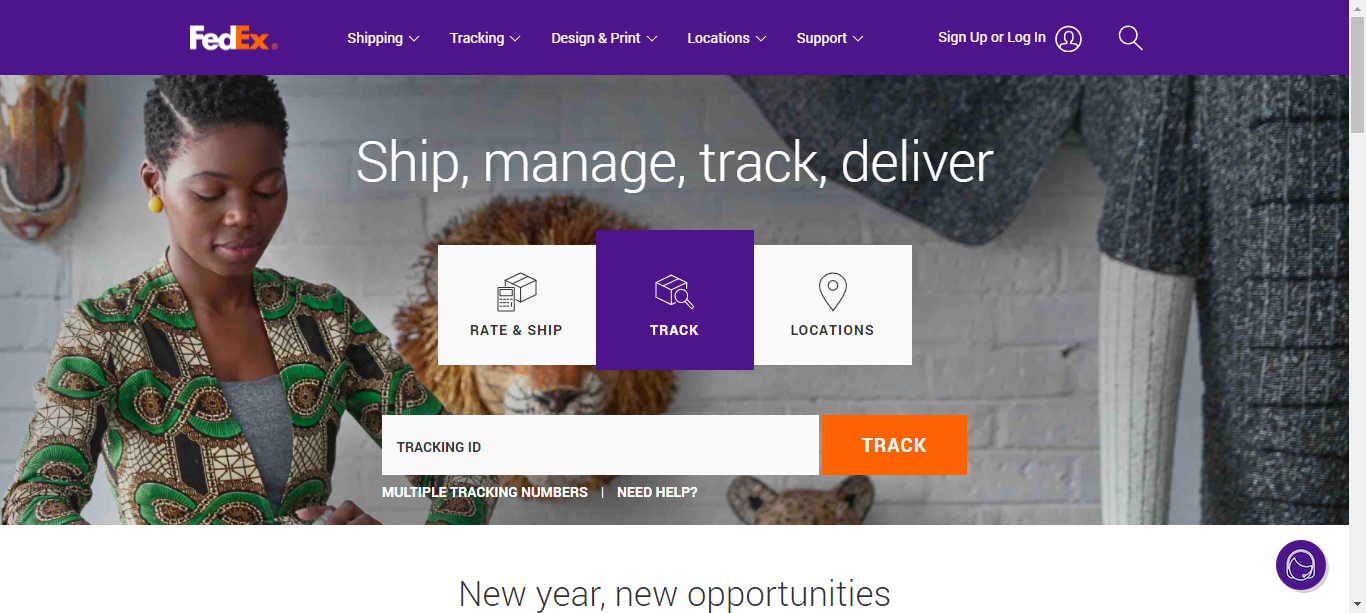 FedEx®
Shipping Tracking Design & Print Locations Support Sign Up or Log In
Ship, manage, track, deliver
RATE & SHIP TRACK LOCATIONS
TRACKING ID TRACK
MULTIPLE TRACKING NUMBERS | NEED HELP?
New year, new opportunities